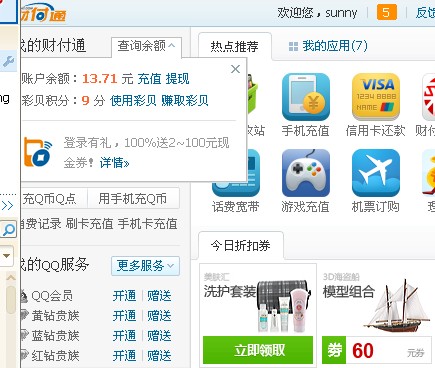 财付通
欢迎您，sunny
1
反馈
我的财付通
查询余额
热点推荐
我的应用(7)
账户余额：13.71 元 充值 提现
彩贝积分：9 分 使用彩贝 赚取彩贝
登录有礼，100%送2~100元现
金券！详情»
ng
>>
收站
手机充值
信用卡还款
财付
VISA
1234 8888
充Q币Q点
用手机充Q币
消费记录 刷卡充值 手机卡充值
话费宽带
游戏充值
机票订购
理
我的QQ服务
更多服务
今日折扣券
QQ会员
开通 | 赠送
黄钻贵族
开通 | 赠送
蓝钻贵族
开通 | 赠送
红钻贵族
开通 | 赠送
美肤汇
洗护套装
立即领取
3D海盗船
模型组合
券 60 元券